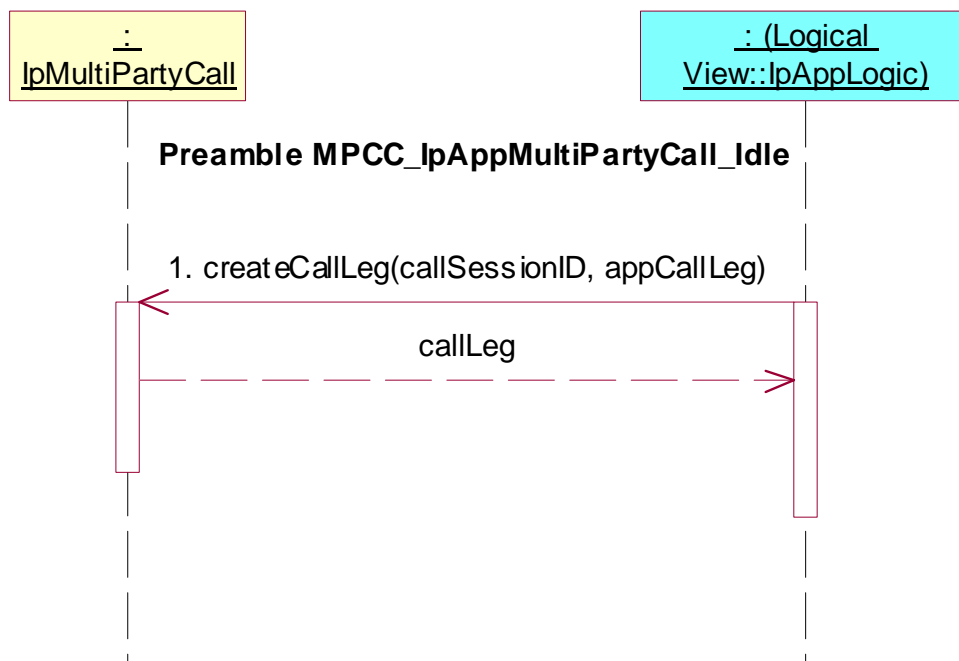 :
IpMultiPartyCall
: (Logical
View::IpAppLogic)
Preamble MPCC_IpAppMultiPartyCall_Idle
1. createCallLeg(callSessionID, appCallLeg)
callLeg